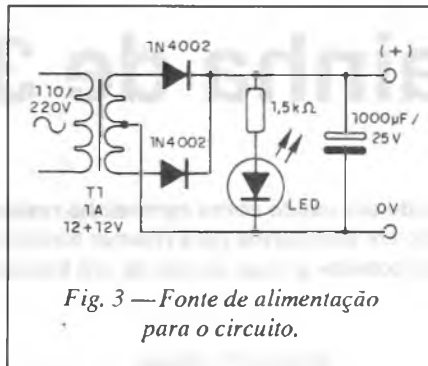 1N4002
(+)
110/
220V
1,5kΩ
1000µF/
25V
1N4002
T1
1A
12+12V
LED
0V
Fig. 3 — Fonte de alimentação
para o circuito.